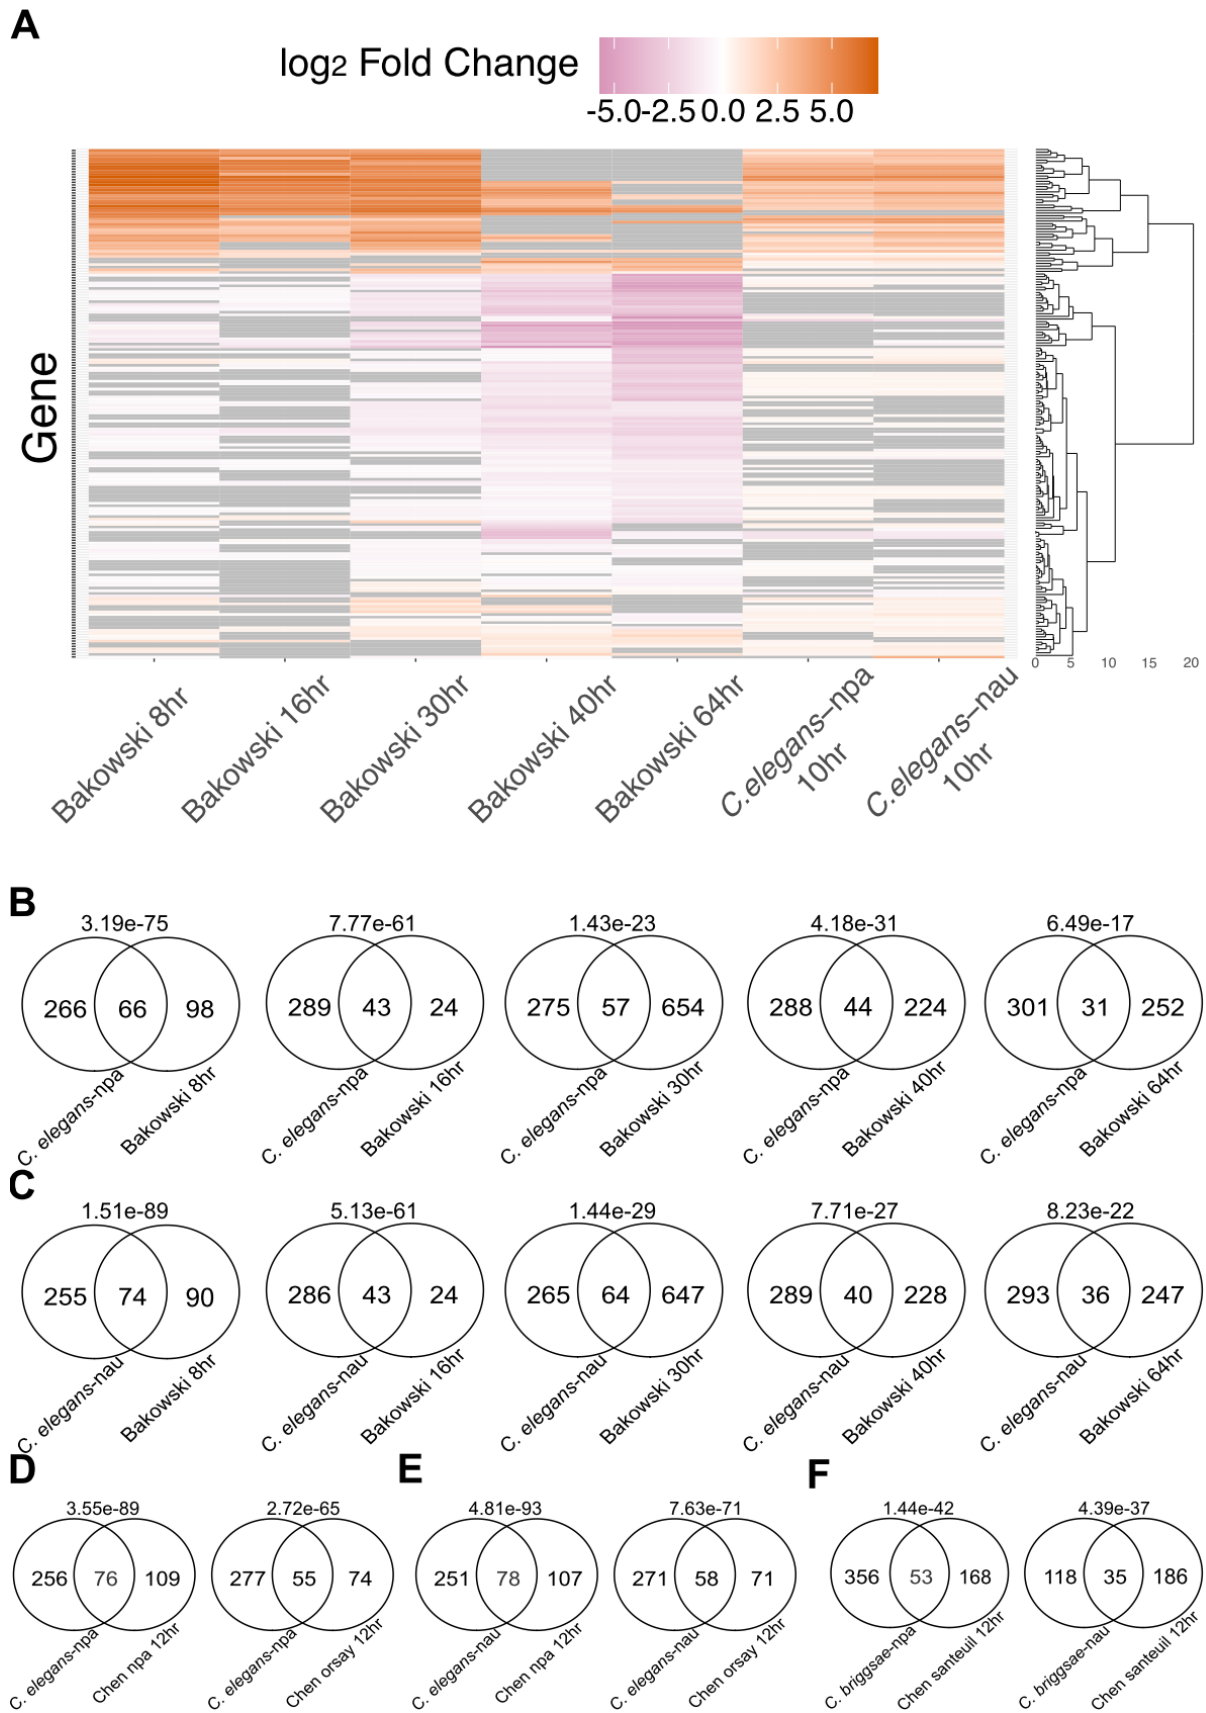 A
log2 Fold Change
-5.0 -2.5 0.0 2.5 5.0
Gene
0 5 10 15 20
Bakowski 8hr
Bakowski 16hr
Bakowski 30hr
Bakowski 40hr
Bakowski 64hr
C.elegans–npa
10hr
C.elegans–nau
10hr
B
3.19e-75
266 66 98
C. elegans-npa
Bakowski 8hr
7.77e-61
289 43 24
C. elegans-npa
Bakowski 16hr
1.43e-23
275 57 654
C. elegans-npa
Bakowski 30hr
4.18e-31
288 44 224
C. elegans-npa
Bakowski 40hr
6.49e-17
301 31 252
C. elegans-npa
Bakowski 64hr
C
1.51e-89
255 74 90
C. elegans-nau
Bakowski 8hr
5.13e-61
286 43 24
C. elegans-nau
Bakowski 16hr
1.44e-29
265 64 647
C. elegans-nau
Bakowski 30hr
7.71e-27
289 40 228
C. elegans-nau
Bakowski 40hr
8.23e-22
293 36 247
C. elegans-nau
Bakowski 64hr
D
3.55e-89
256 76 109
C. elegans-npa
Chen npa 12hr
2.72e-65
277 55 74
C. elegans-npa
Chen orsay 12hr
E
4.81e-93
251 78 107
C. elegans-nau
Chen npa 12hr
7.63e-71
271 58 71
C. elegans-nau
Chen orsay 12hr
F
1.44e-42
356 53 168
C. briggsae-npa
Chen santeuil 12hr
4.39e-37
118 35 186
C. briggsae-nau
Chen santeuil 12hr